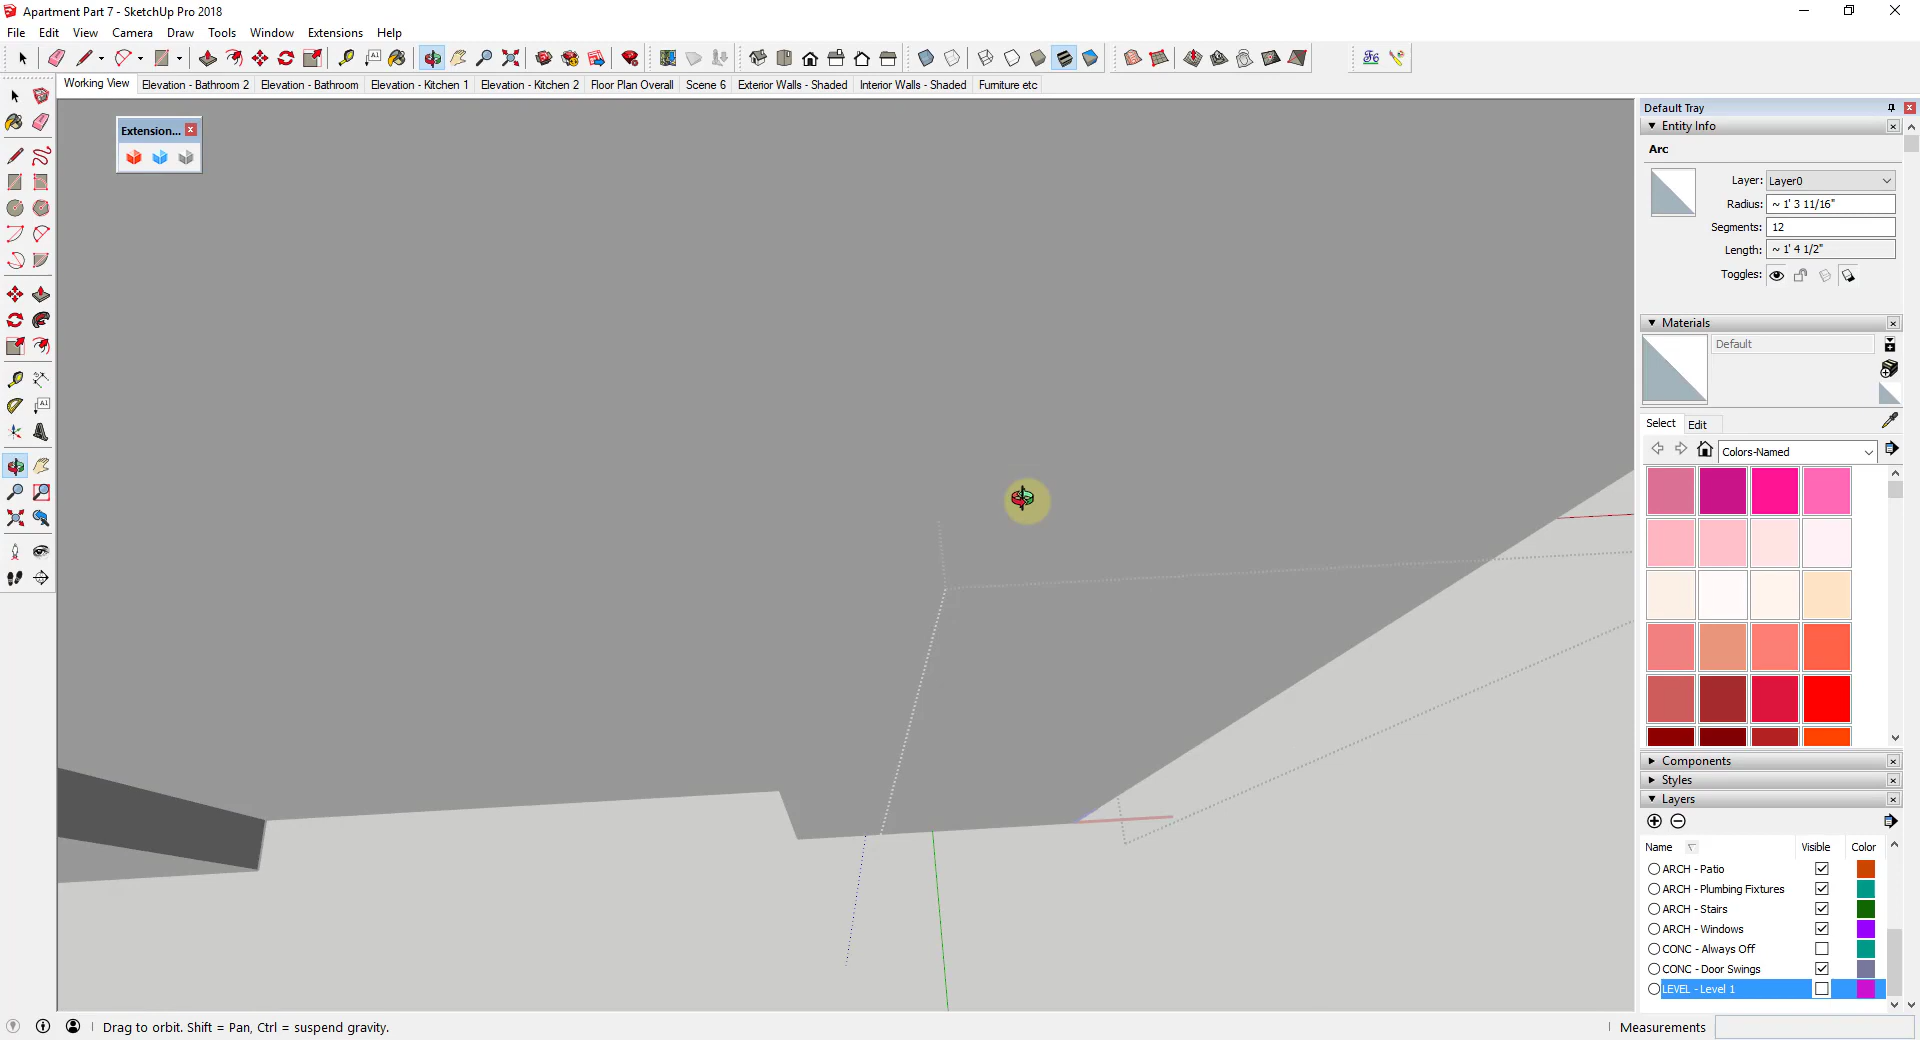 Apartment Part 7 - SketchUp Pro 2018
File Edit View Camera Draw Tools Window Extensions Help
Working View Elevation - Bathroom 2 Elevation - Bathroom Elevation - Kitchen 1 Elevation - Kitchen 2 Floor Plan Overall Scene 6 Exterior Walls - Shaded Interior Walls - Shaded Furniture etc
Extension...
Default Tray
Entity Info
Arc
Layer: Layer0
Radius: ~ 1' 3 11/16"
Segments: 12
Length: ~ 1' 4 1/2"
Toggles:
Materials
Default
Select Edit
Colors-Named
Components
Styles
Layers
Name Visible Color
ARCH - Patio
ARCH - Plumbing Fixtures
ARCH - Stairs
ARCH - Windows
CONC - Always Off
CONC - Door Swings
LEVEL - Level 1
Drag to orbit. Shift = Pan, Ctrl = suspend gravity.
Measurements